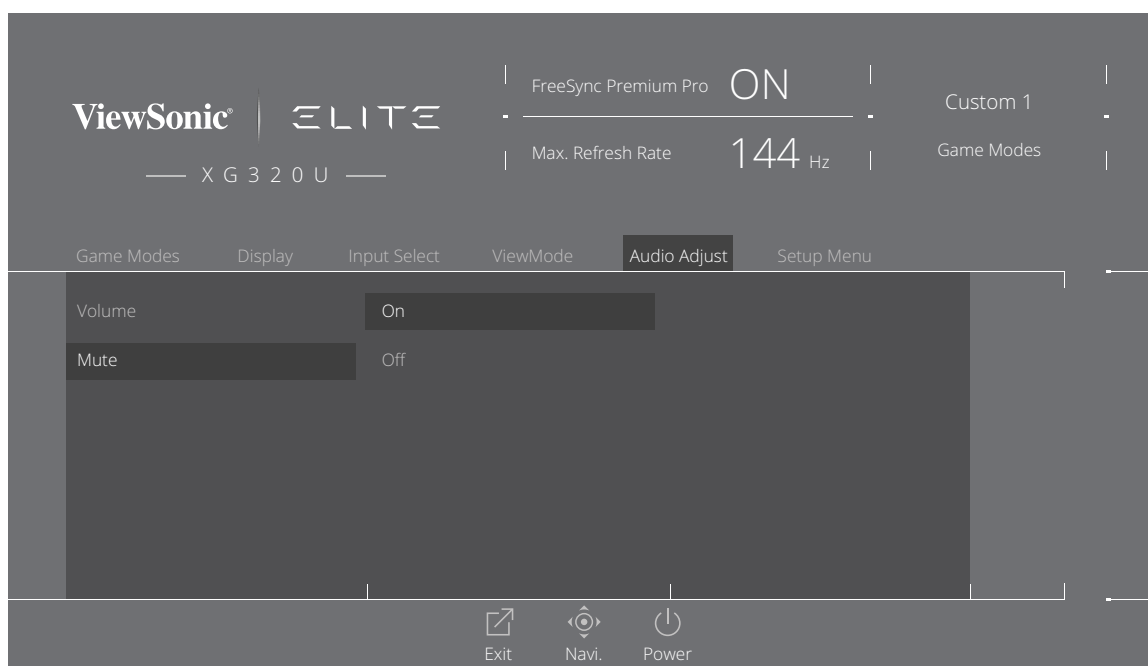 ViewSonic® ELITE
XG320U
FreeSync Premium Pro ON
Max. Refresh Rate 144 Hz
Custom 1
Game Modes
Game Modes Display Input Select ViewMode Audio Adjust Setup Menu
Volume On
Mute Off
Exit Navi. Power